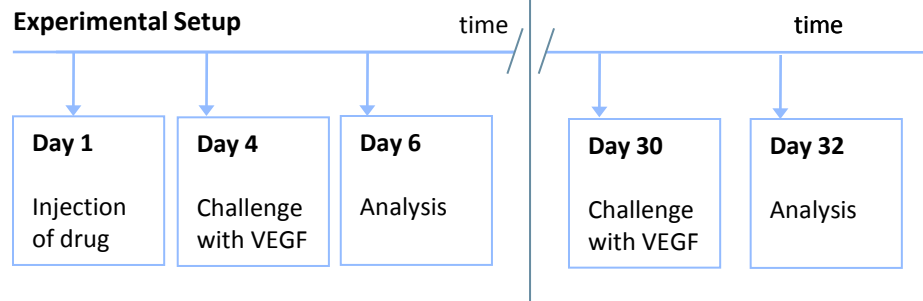 Experimental Setup
time
time
Day 1
Injection
of drug
Day 4
Challenge
with VEGF
Day 6
Analysis
Day 30
Challenge
with VEGF
Day 32
Analysis